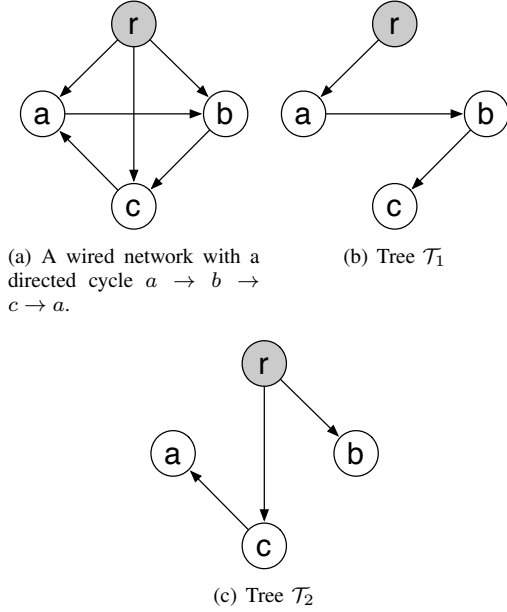 r
r
a
b
a
b
c
c
(a) A wired network with a
directed cycle a → b →
c → a.
(b) Tree T₁
r
a
b
c
(c) Tree T₂